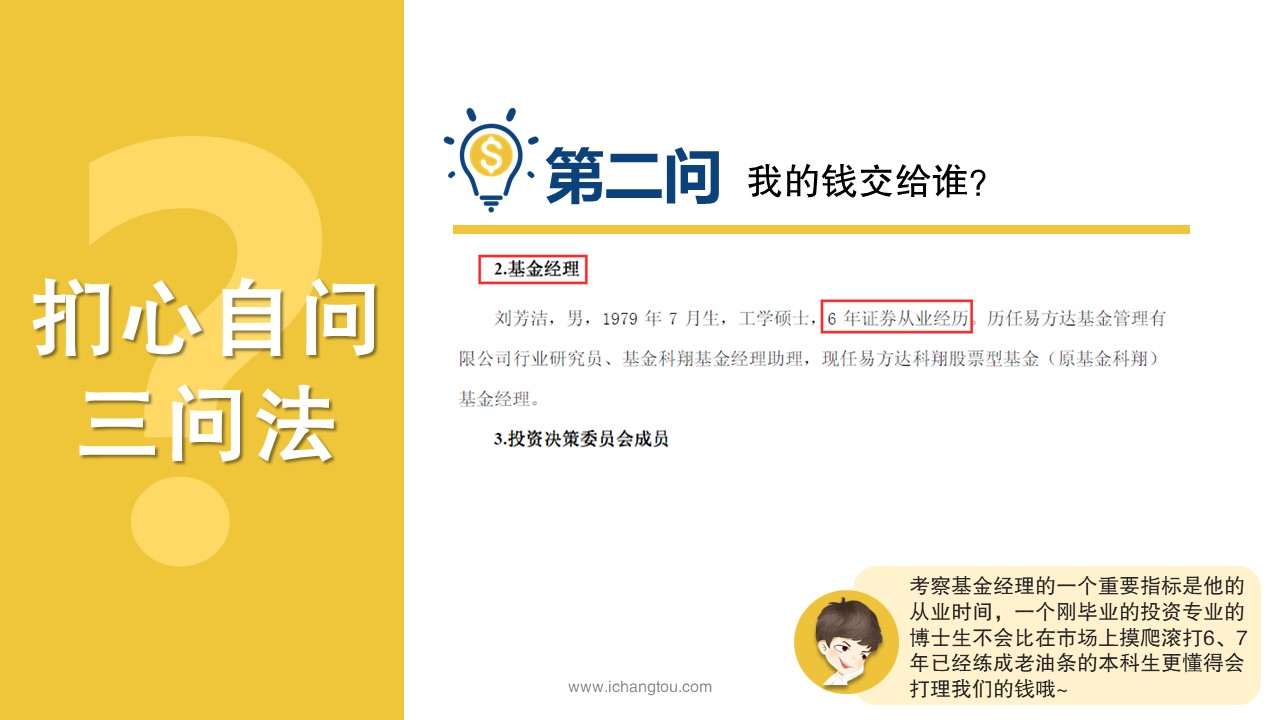 扪心自问
三问法
第二问 我的钱交给谁?
2.基金经理
刘芳洁，男，1979 年 7 月生，工学硕士，6 年证券从业经历。历任易方达基金管理有
限公司行业研究员、基金科翔基金经理助理，现任易方达科翔股票型基金（原基金科翔）
基金经理。
3.投资决策委员会成员
考察基金经理的一个重要指标是他的
从业时间，一个刚毕业的投资专业的
博士生不会比在市场上摸爬滚打6、7
年已经练成老油条的本科生更懂得会
打理我们的钱哦~
www.ichangtou.com